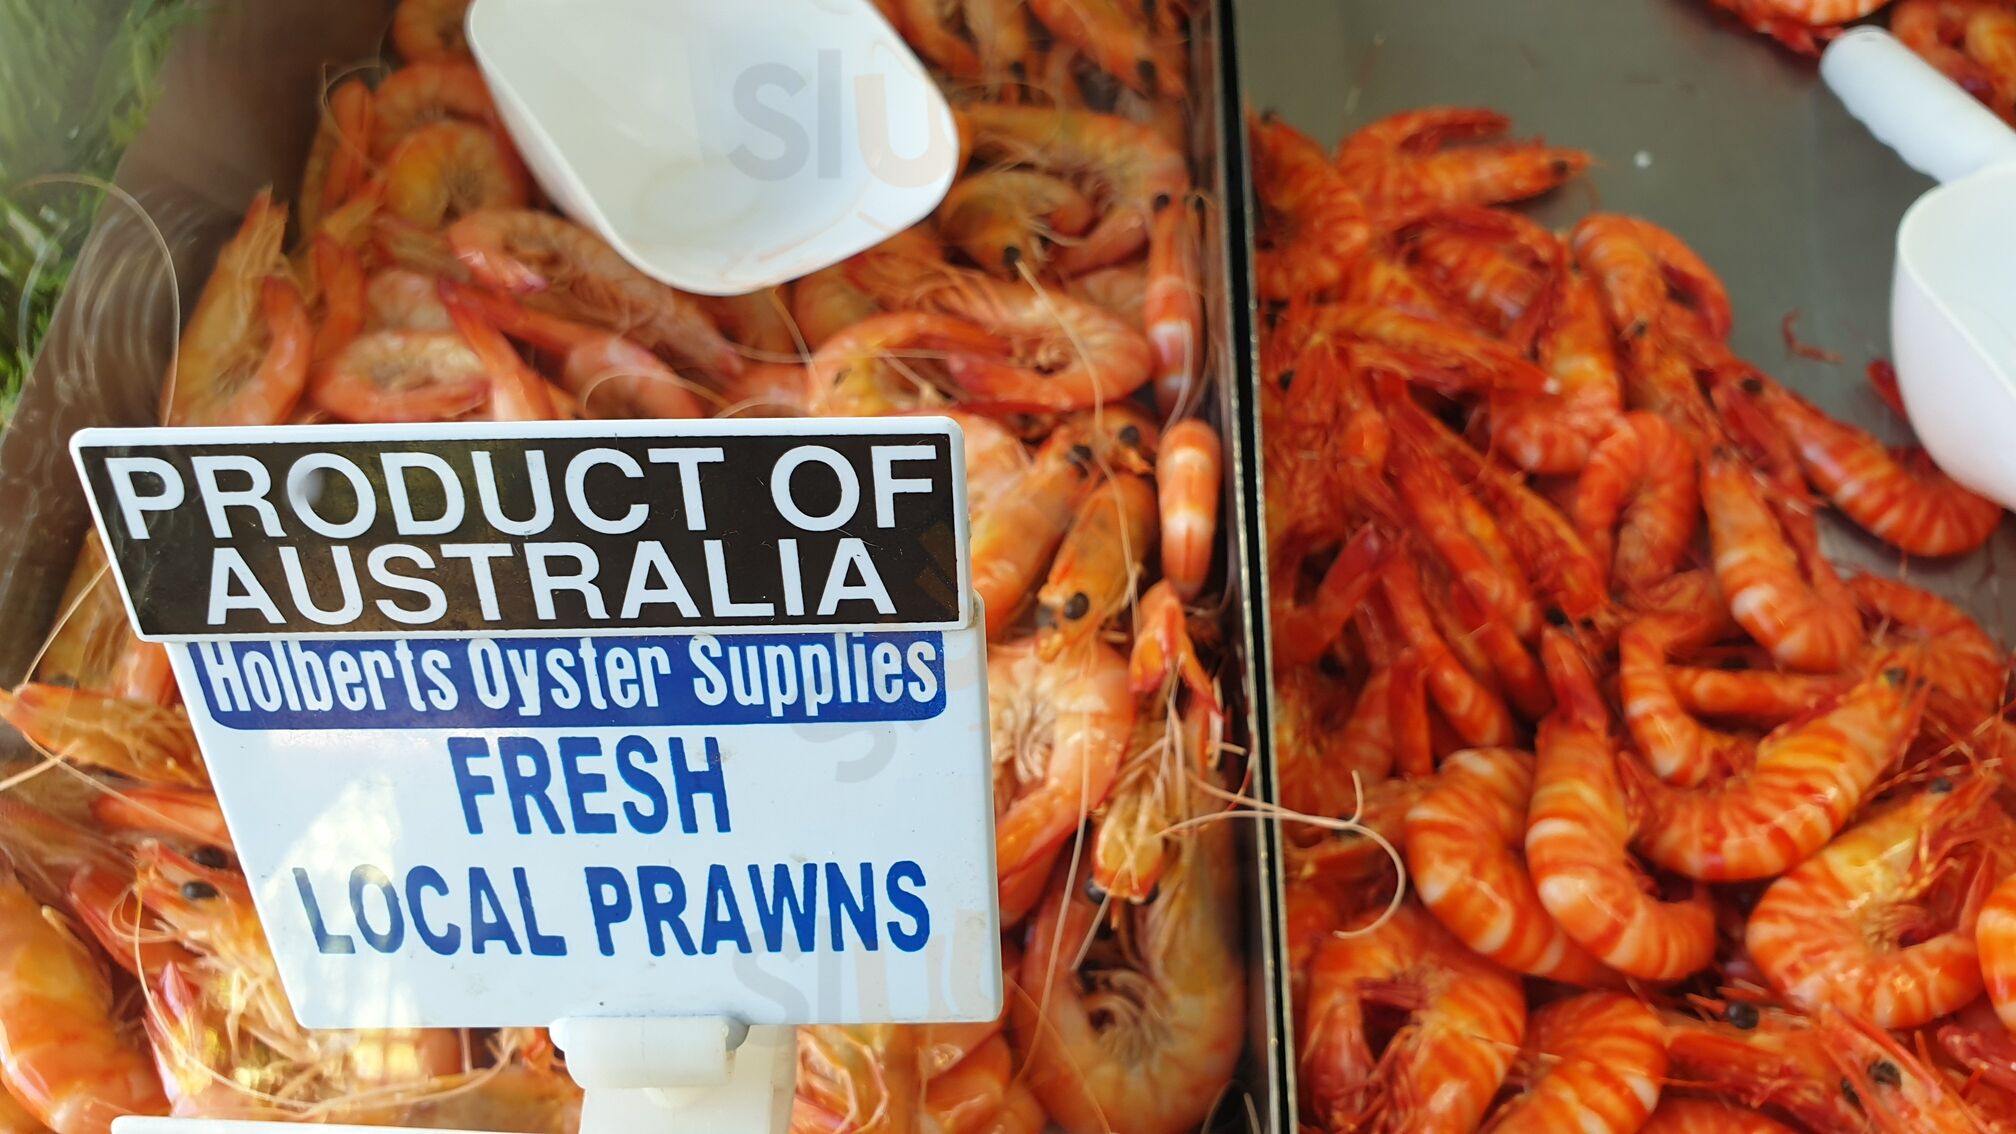 PRODUCT OF
AUSTRALIA
Holberts Oyster Supplies
FRESH
LOCAL PRAWNS